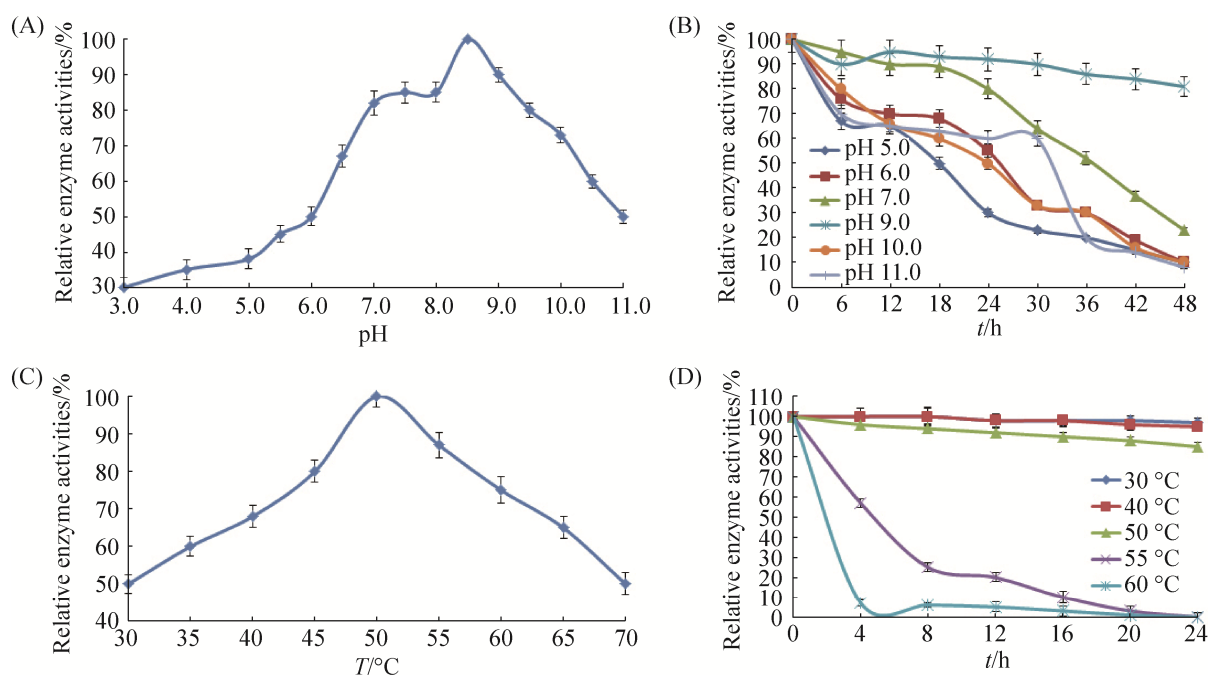 (A)
Relative enzyme activities/%
100
90
80
70
60
50
40
30
3.0 4.0 5.0 6.0 7.0 8.0 9.0 10.0 11.0
pH
(B)
Relative enzyme activities/%
100
90
80
70
60
50
40
30
20
10
0
pH 5.0
pH 6.0
pH 7.0
pH 9.0
pH 10.0
pH 11.0
0 6 12 18 24 30 36 42 48
t/h
(C)
Relative enzyme activities/%
100
90
80
70
60
50
40
30 35 40 45 50 55 60 65 70
T/°C
(D)
Relative enzyme activities/%
110
100
90
80
70
60
50
40
30
20
10
0
30 °C
40 °C
50 °C
55 °C
60 °C
0 4 8 12 16 20 24
t/h